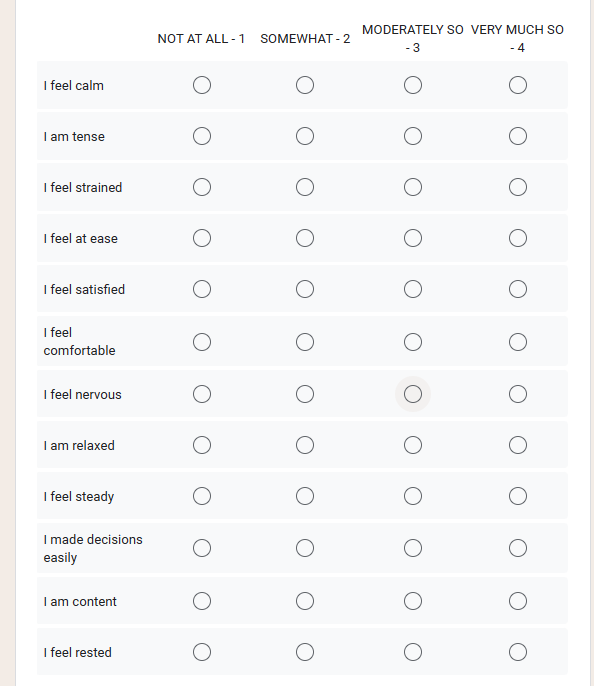 NOT AT ALL - 1 SOMEWHAT - 2 MODERATELY SO - 3 VERY MUCH SO - 4
I feel calm
I am tense
I feel strained
I feel at ease
I feel satisfied
I feel
comfortable
I feel nervous
I am relaxed
I feel steady
I made decisions
easily
I am content
I feel rested